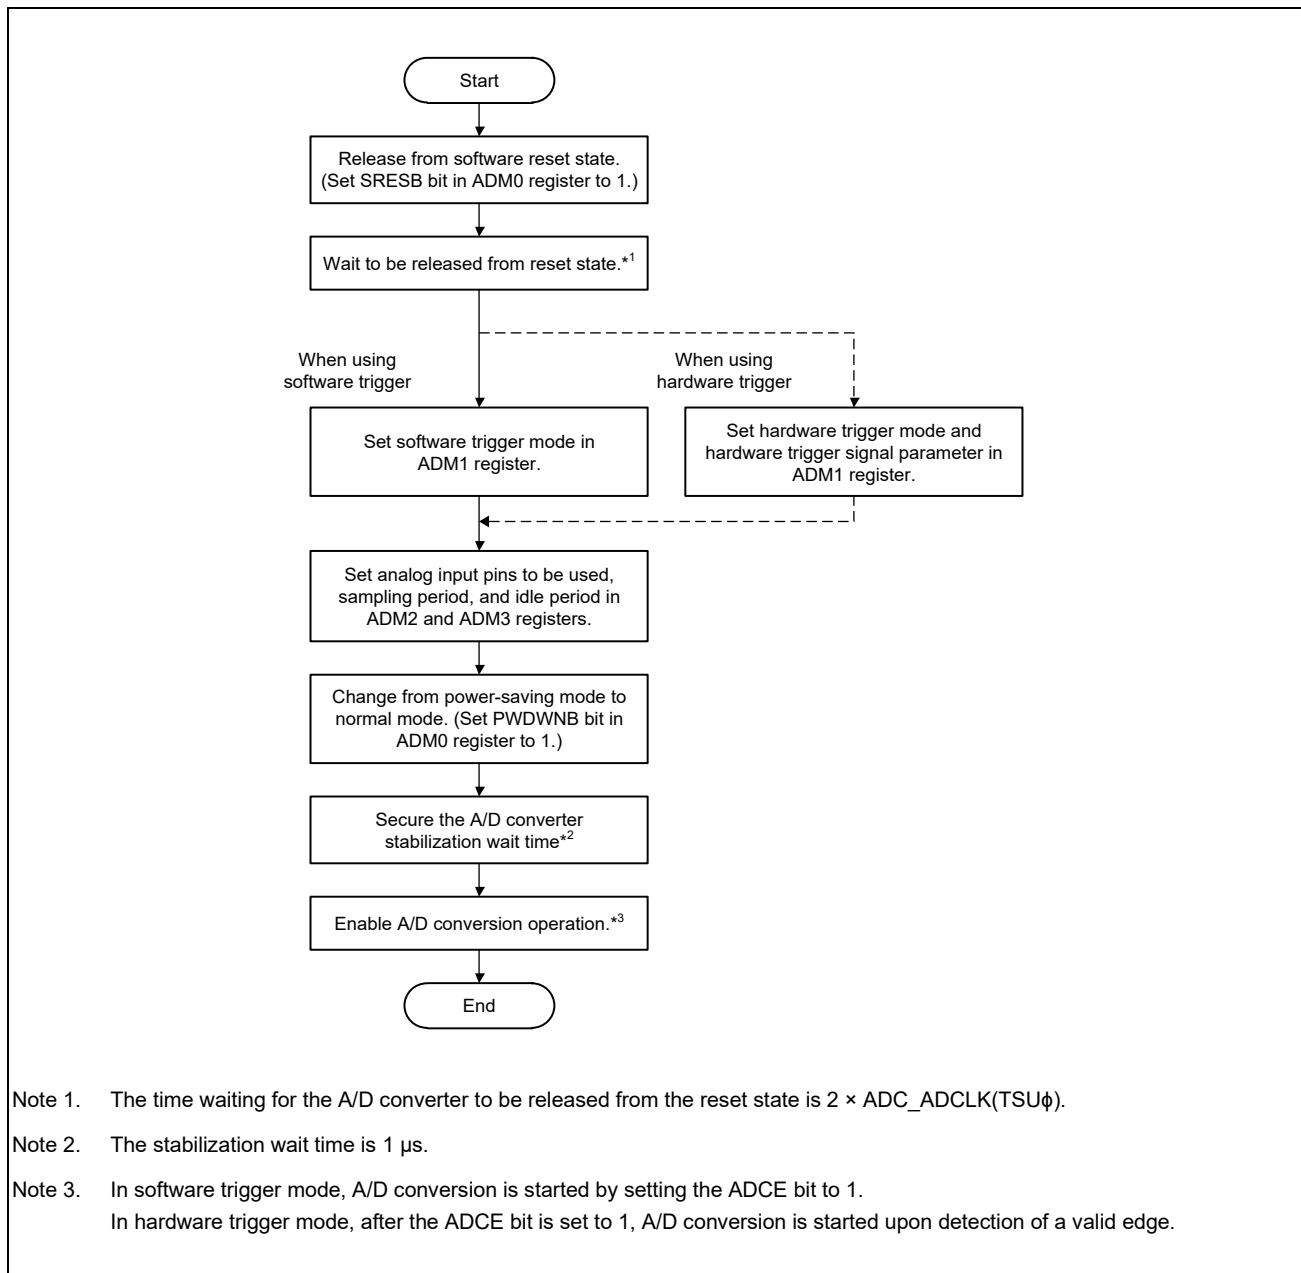 Start
Release from software reset state.
(Set SRESB bit in ADM0 register to 1.)
Wait to be released from reset state.*1
When using
software trigger
When using
hardware trigger
Set software trigger mode in
ADM1 register.
Set hardware trigger mode and
hardware trigger signal parameter in
ADM1 register.
Set analog input pins to be used,
sampling period, and idle period in
ADM2 and ADM3 registers.
Change from power-saving mode to
normal mode. (Set PWDWNB bit in
ADM0 register to 1.)
Secure the A/D converter
stabilization wait time*2
Enable A/D conversion operation.*3
End
Note 1. The time waiting for the A/D converter to be released from the reset state is 2 × ADC_ADCLK(TSUϕ).
Note 2. The stabilization wait time is 1 µs.
Note 3. In software trigger mode, A/D conversion is started by setting the ADCE bit to 1.
In hardware trigger mode, after the ADCE bit is set to 1, A/D conversion is started upon detection of a valid edge.